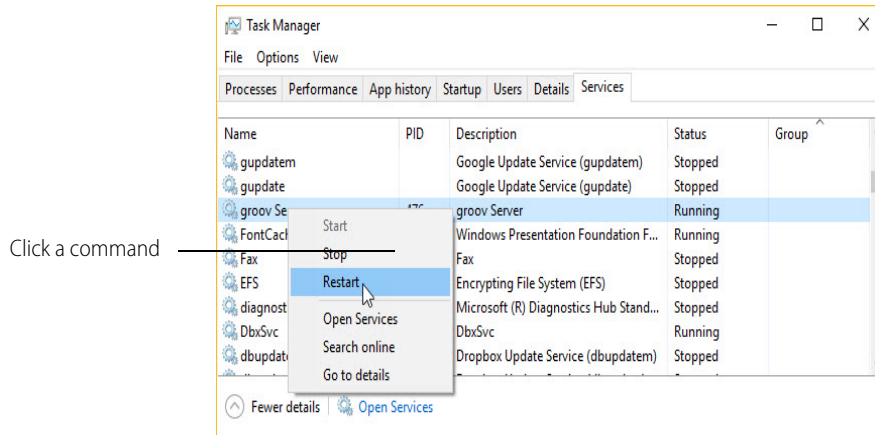 Task Manager
File Options View
Processes Performance App history Startup Users Details Services
Name PID Description Status Group
gupdatem Google Update Service (gupdatem) Stopped
gupdate Google Update Service (gupdate) Stopped
groov Se groov Server Running
FontCach Windows Presentation Foundation F... Running
Fax Fax Stopped
EFS Encrypting File System (EFS) Stopped
diagnost Microsoft (R) Diagnostics Hub Stand... Stopped
DbxSvc DbxSvc Running
dbupdat Dropbox Update Service (dbupdatem) Stopped
Start
Stop
Restart
Open Services
Search online
Go to details
Fewer details Open Services
Click a command